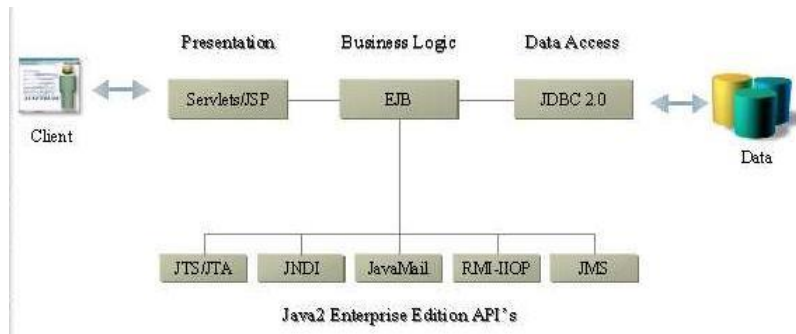 Presentation
Business Logic
Data Access
Servlets/JSP
EJB
JDBC 2.0
Client
Data
JTS/JTA
JNDI
JavaMail
RMI-IIOP
JMS
Java2 Enterprise Edition API's